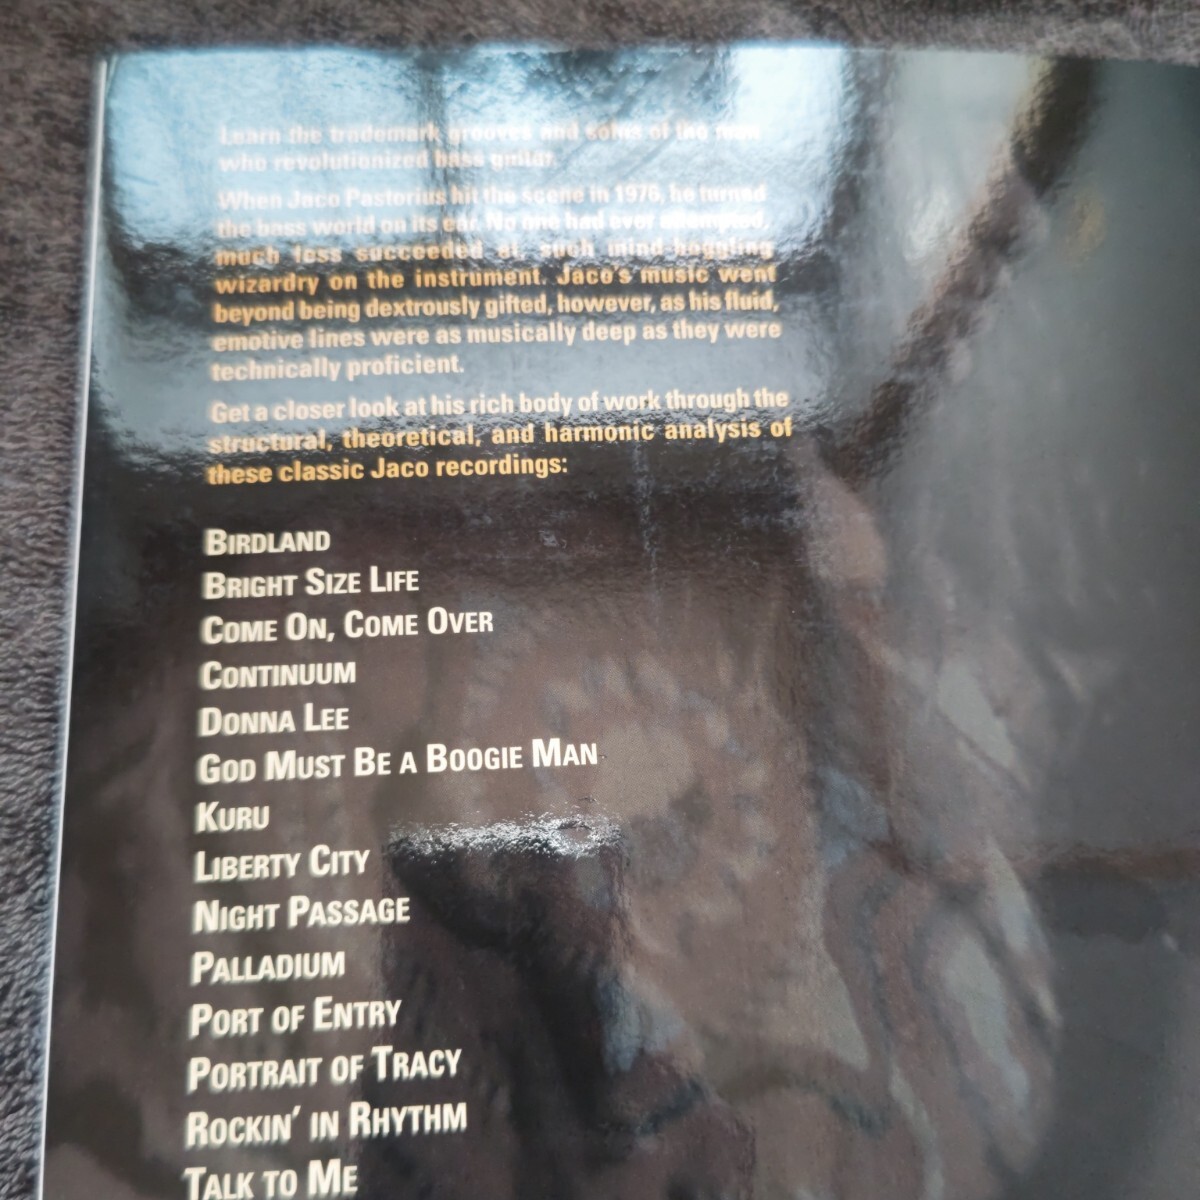 Learn the trademark grooves and solos of the man
who revolutionized bass guitar.
When Jaco Pastorius hit the scene in 1976, he turned
the bass world on its ear. No one had ever attempted,
much less succeeded at, such mind-boggling
wizardry on the instrument. Jaco's music went
beyond being dextrously gifted, however, as his fluid,
emotive lines were as musically deep as they were
technically proficient.
Get a closer look at his rich body of work through the
structural, theoretical, and harmonic analysis of
these classic Jaco recordings:
BIRDLAND
BRIGHT SIZE LIFE
COME ON, COME OVER
CONTINUUM
DONNA LEE
GOD MUST BE A BOOGIE MAN
KURU
LIBERTY CITY
NIGHT PASSAGE
PALLADIUM
PORT OF ENTRY
PORTRAIT OF TRACY
ROCKIN' IN RHYTHM
TALK TO ME